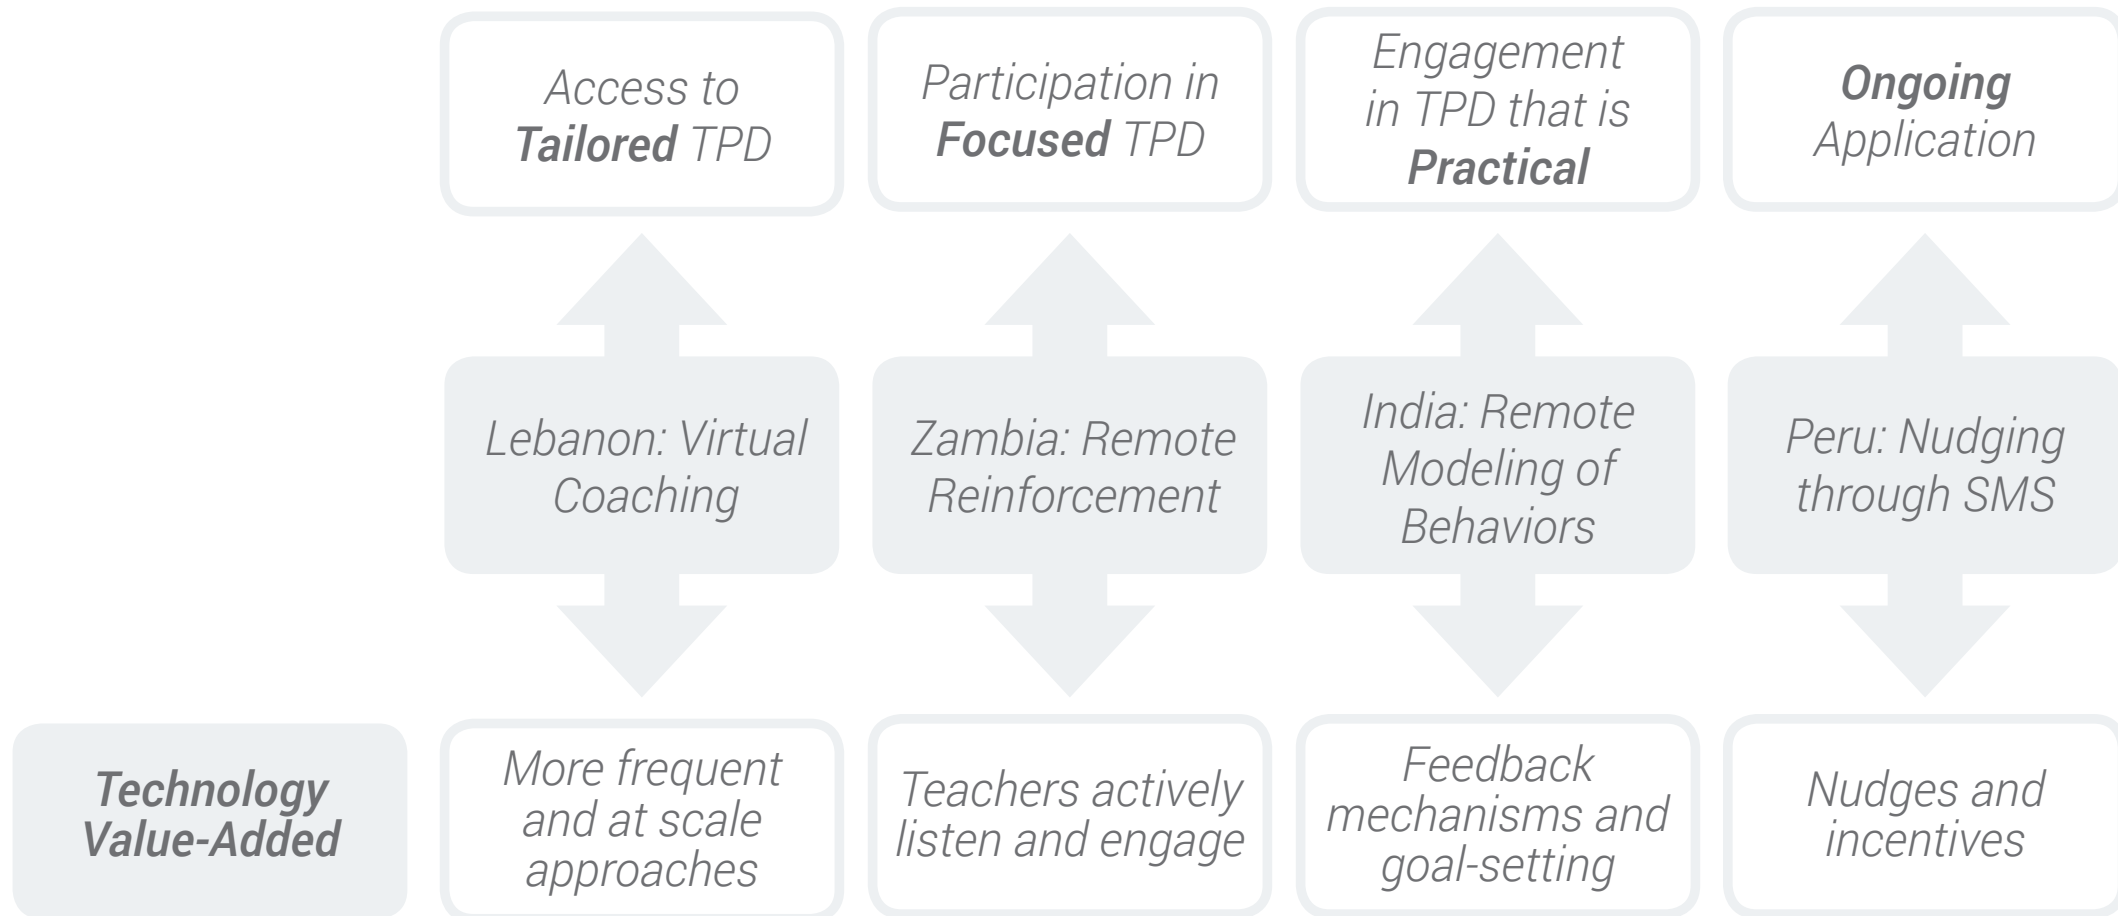 Access to
Tailored TPD
Participation in
Focused TPD
Engagement
in TPD that is
Practical
Ongoing
Application
Lebanon: Virtual
Coaching
Zambia: Remote
Reinforcement
India: Remote
Modeling of
Behaviors
Peru: Nudging
through SMS
Technology
Value-Added
More frequent
and at scale
approaches
Teachers actively
listen and engage
Feedback
mechanisms and
goal-setting
Nudges and
incentives